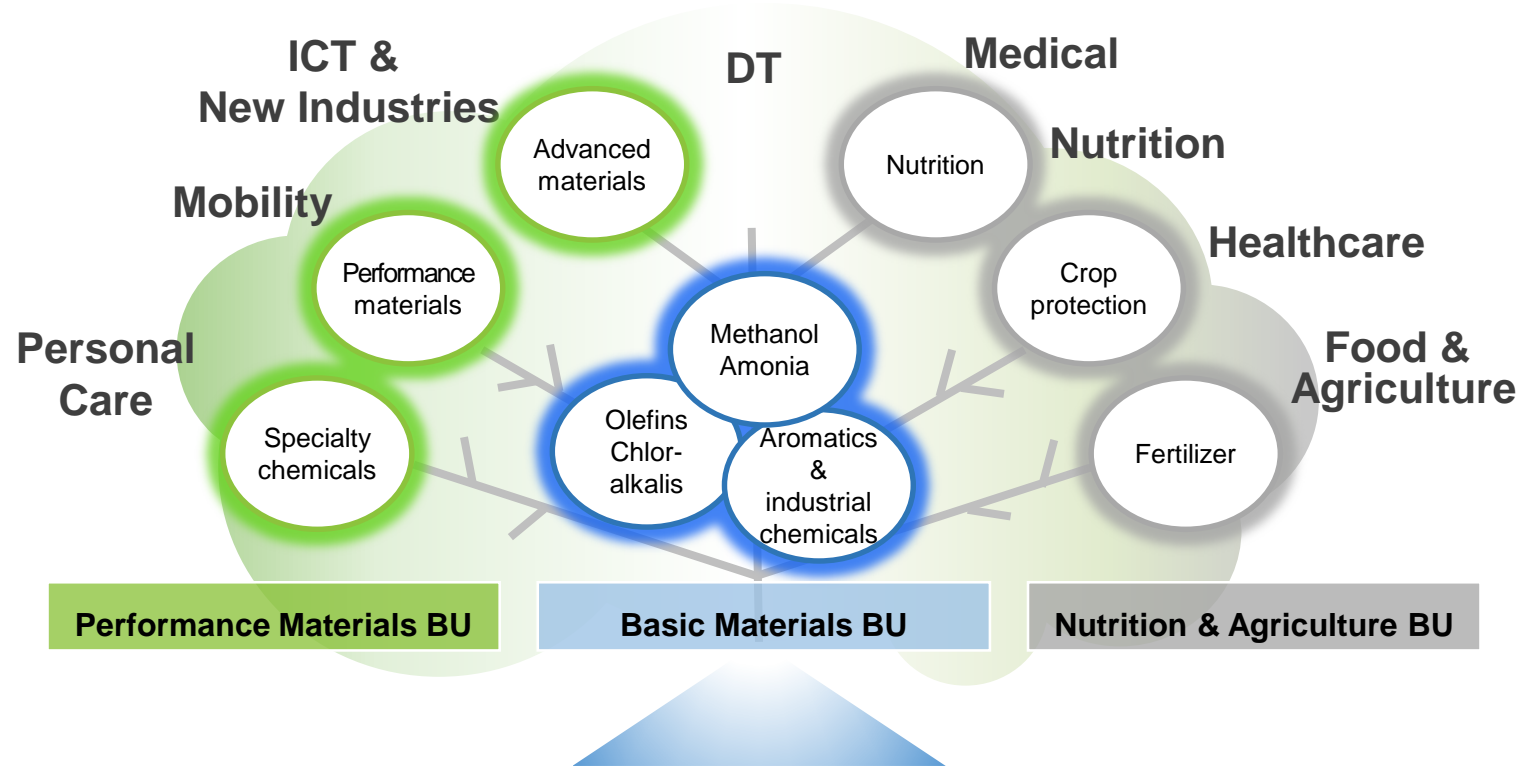 ICT &
New Industries
DT
Medical
Advanced
materials
Nutrition
Nutrition
Mobility
Performance
materials
Crop
protection
Healthcare
Methanol
Amonia
Personal
Care
Food &
Agriculture
Specialty
chemicals
Olefins
Chlor-
alkalis
Aromatics
&
industrial
chemicals
Fertilizer
Performance Materials BU
Basic Materials BU
Nutrition & Agriculture BU